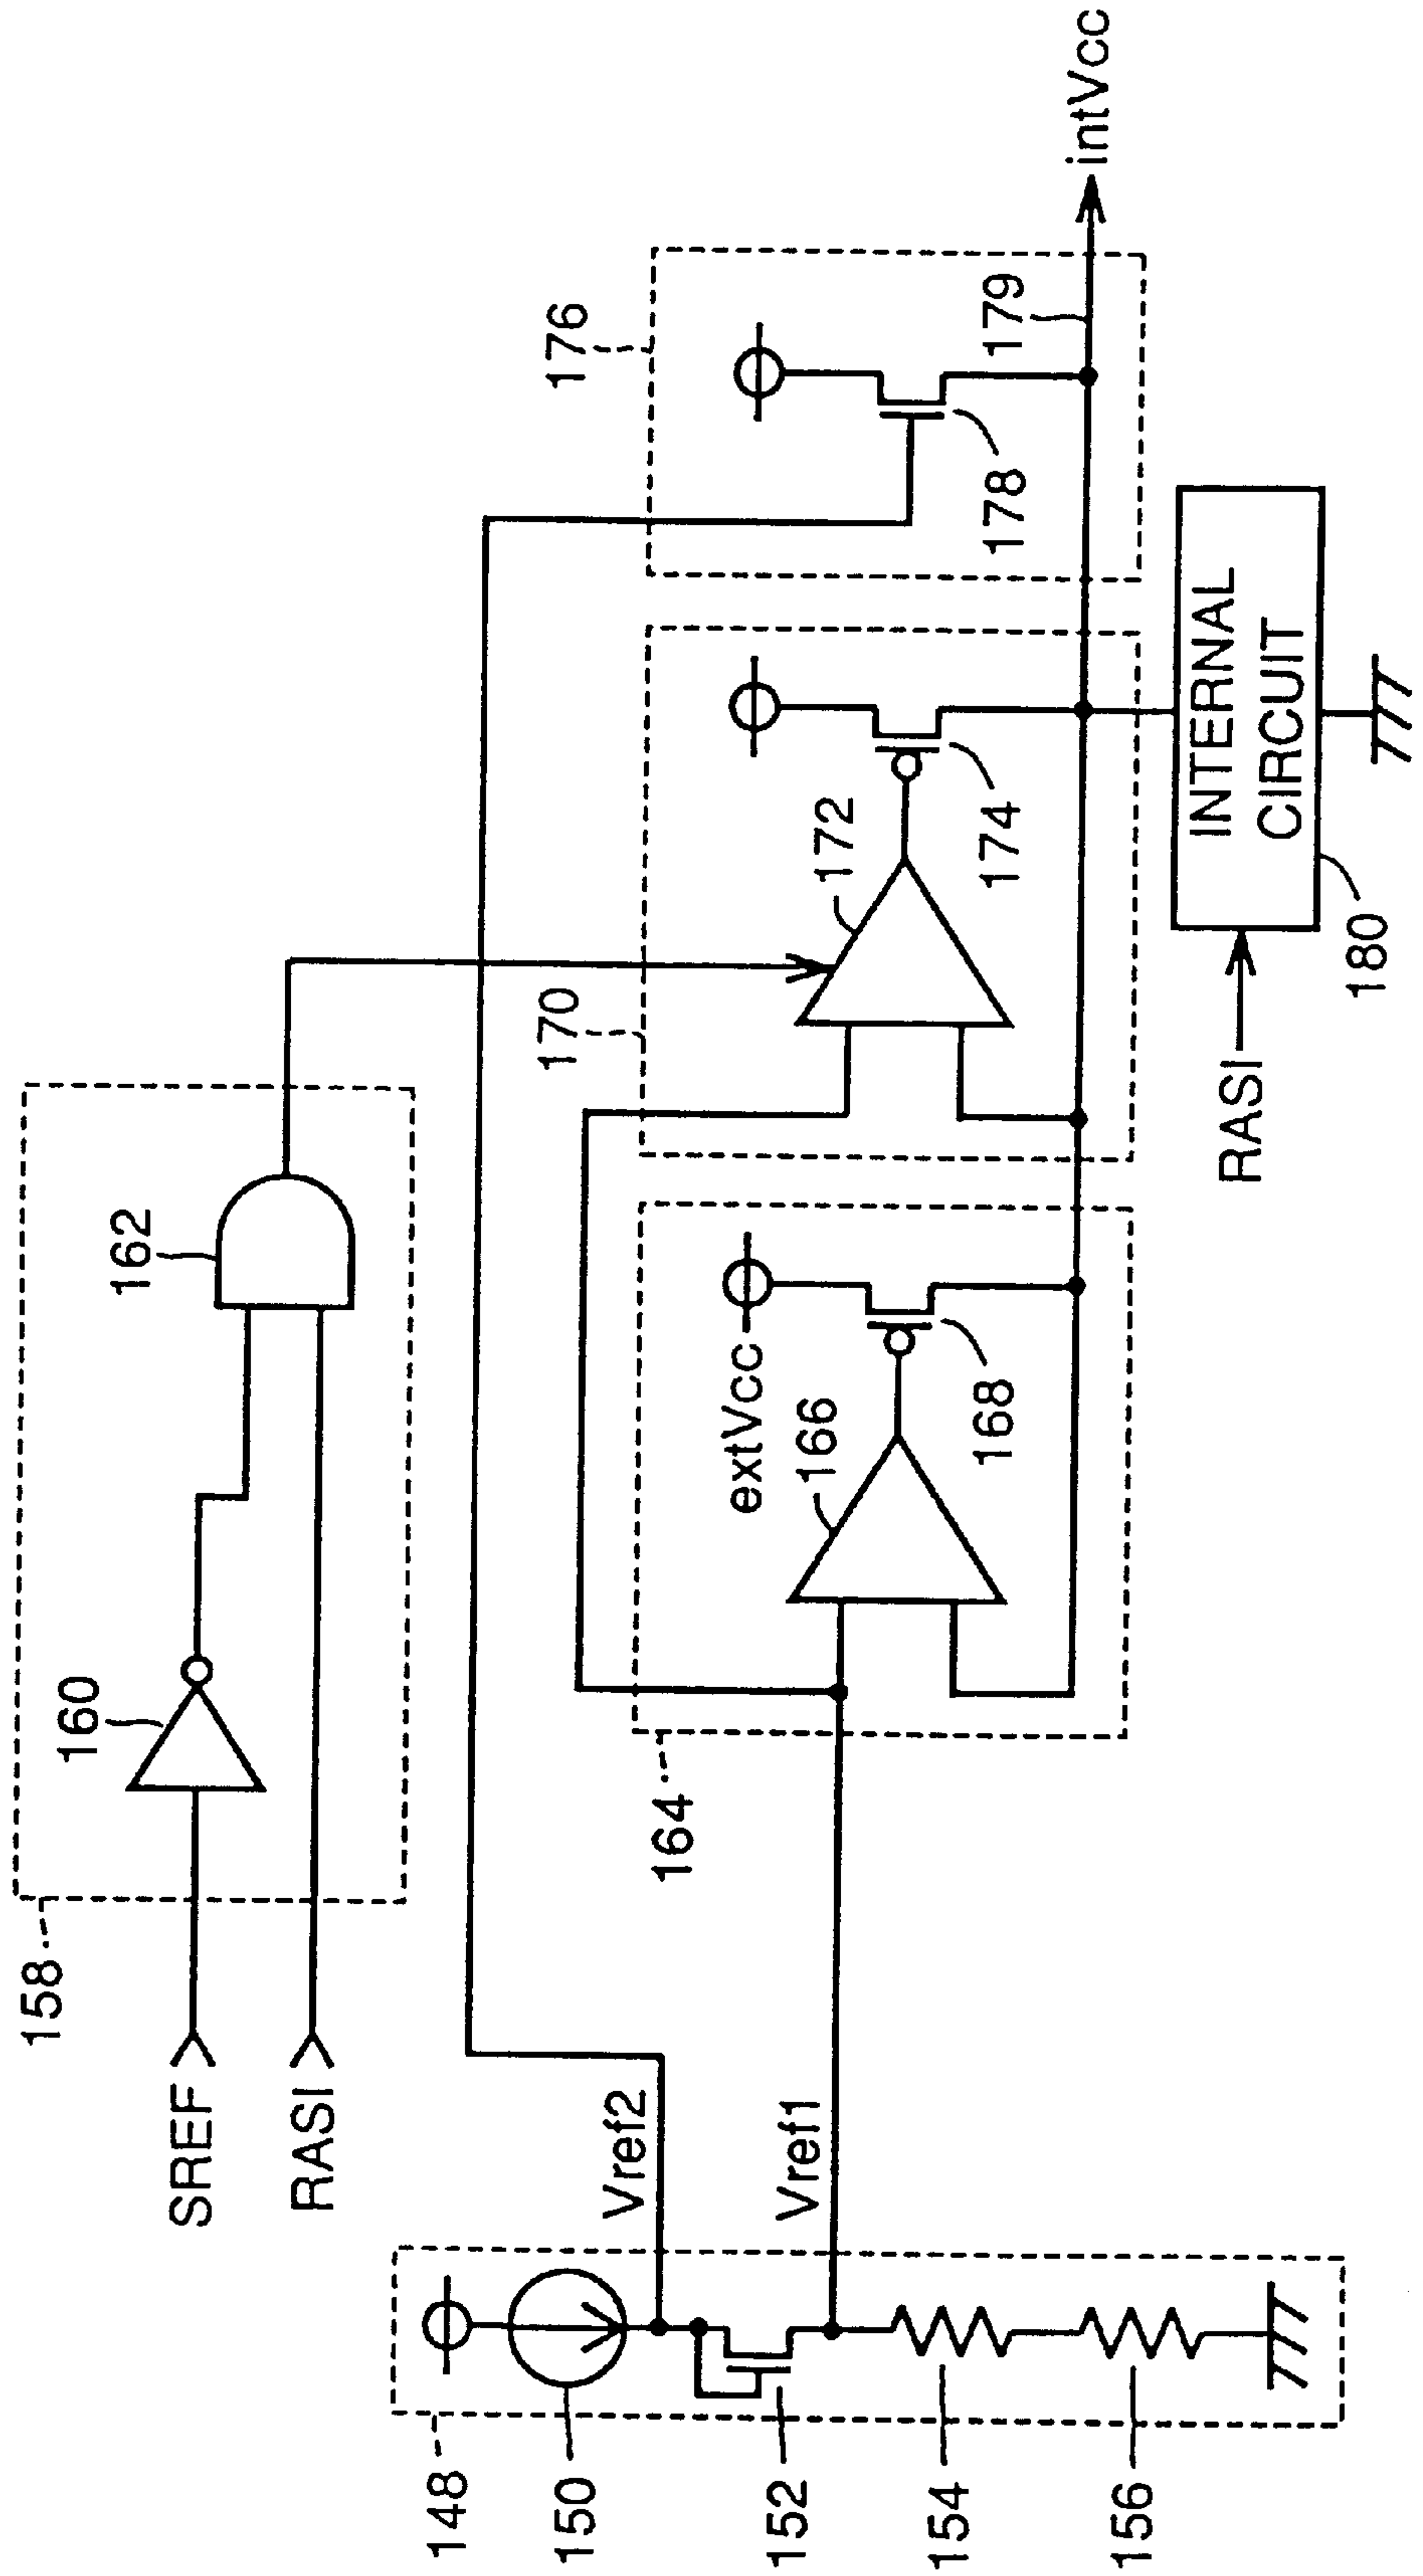 158
SREF
RASI
160
162
148
150
152
154
156
Vref2
Vref1
164
extVcc
166
168
170
172
174
176
178
179
intVcc
RASI
INTERNAL
CIRCUIT
180